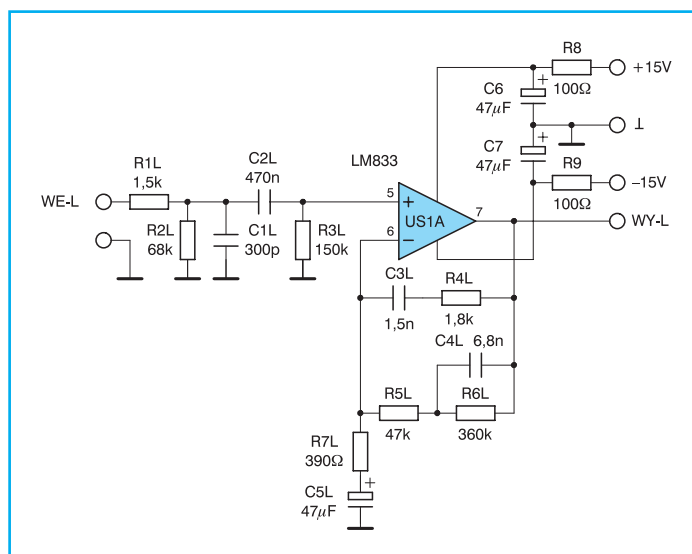 R8
+15V
100Ω
C6
+
47µF
⊥
C7
+
47µF
R9
−15V
100Ω
LM833
C2L
470n
R1L
1,5k
WE-L
R2L
68k
C1L
300p
R3L
150k
5
+
US1A
7
WY-L
6
−
C3L
1,5n
R4L
1,8k
C4L
6,8n
R5L
47k
R6L
360k
R7L
390Ω
C5L
+
47µF